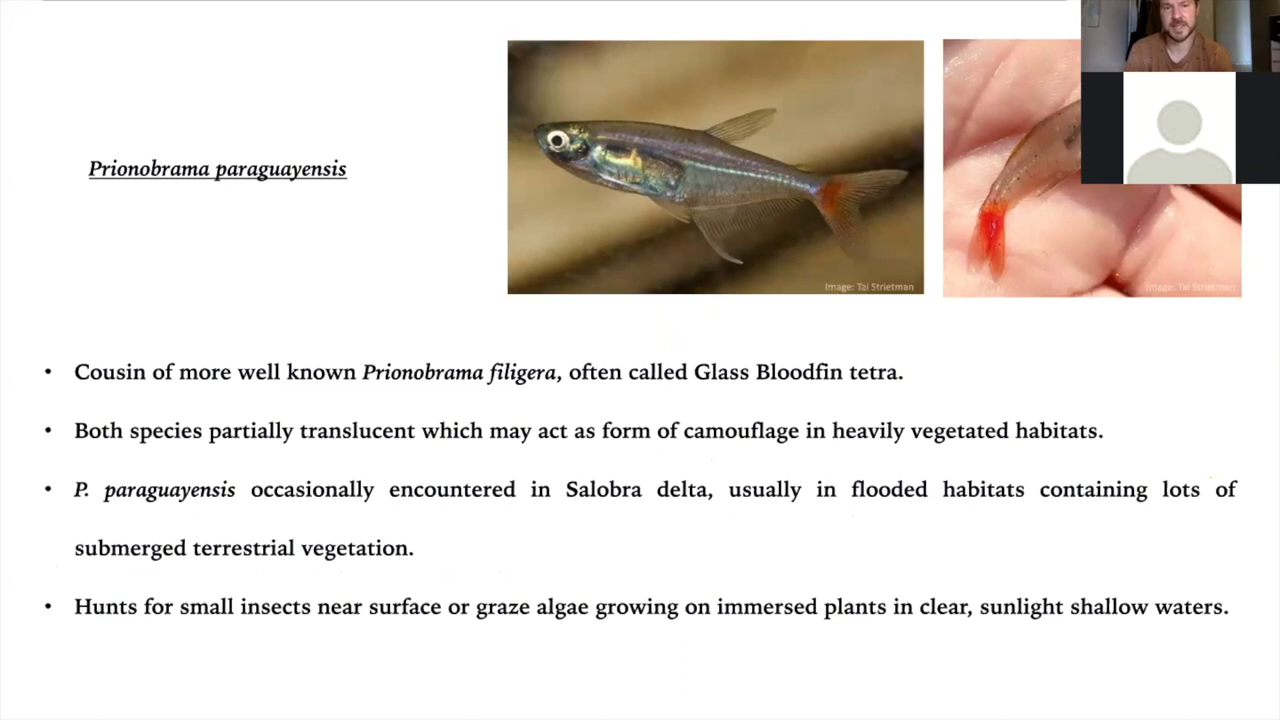 Prionobrama paraguayensis
Image: Tai Strietman
Image: Tai Strietman
• Cousin of more well known Prionobrama filigera, often called Glass Bloodfin tetra.
• Both species partially translucent which may act as form of camouflage in heavily vegetated habitats.
• P. paraguayensis occasionally encountered in Salobra delta, usually in flooded habitats containing lots of
submerged terrestrial vegetation.
• Hunts for small insects near surface or graze algae growing on immersed plants in clear, sunlight shallow waters.